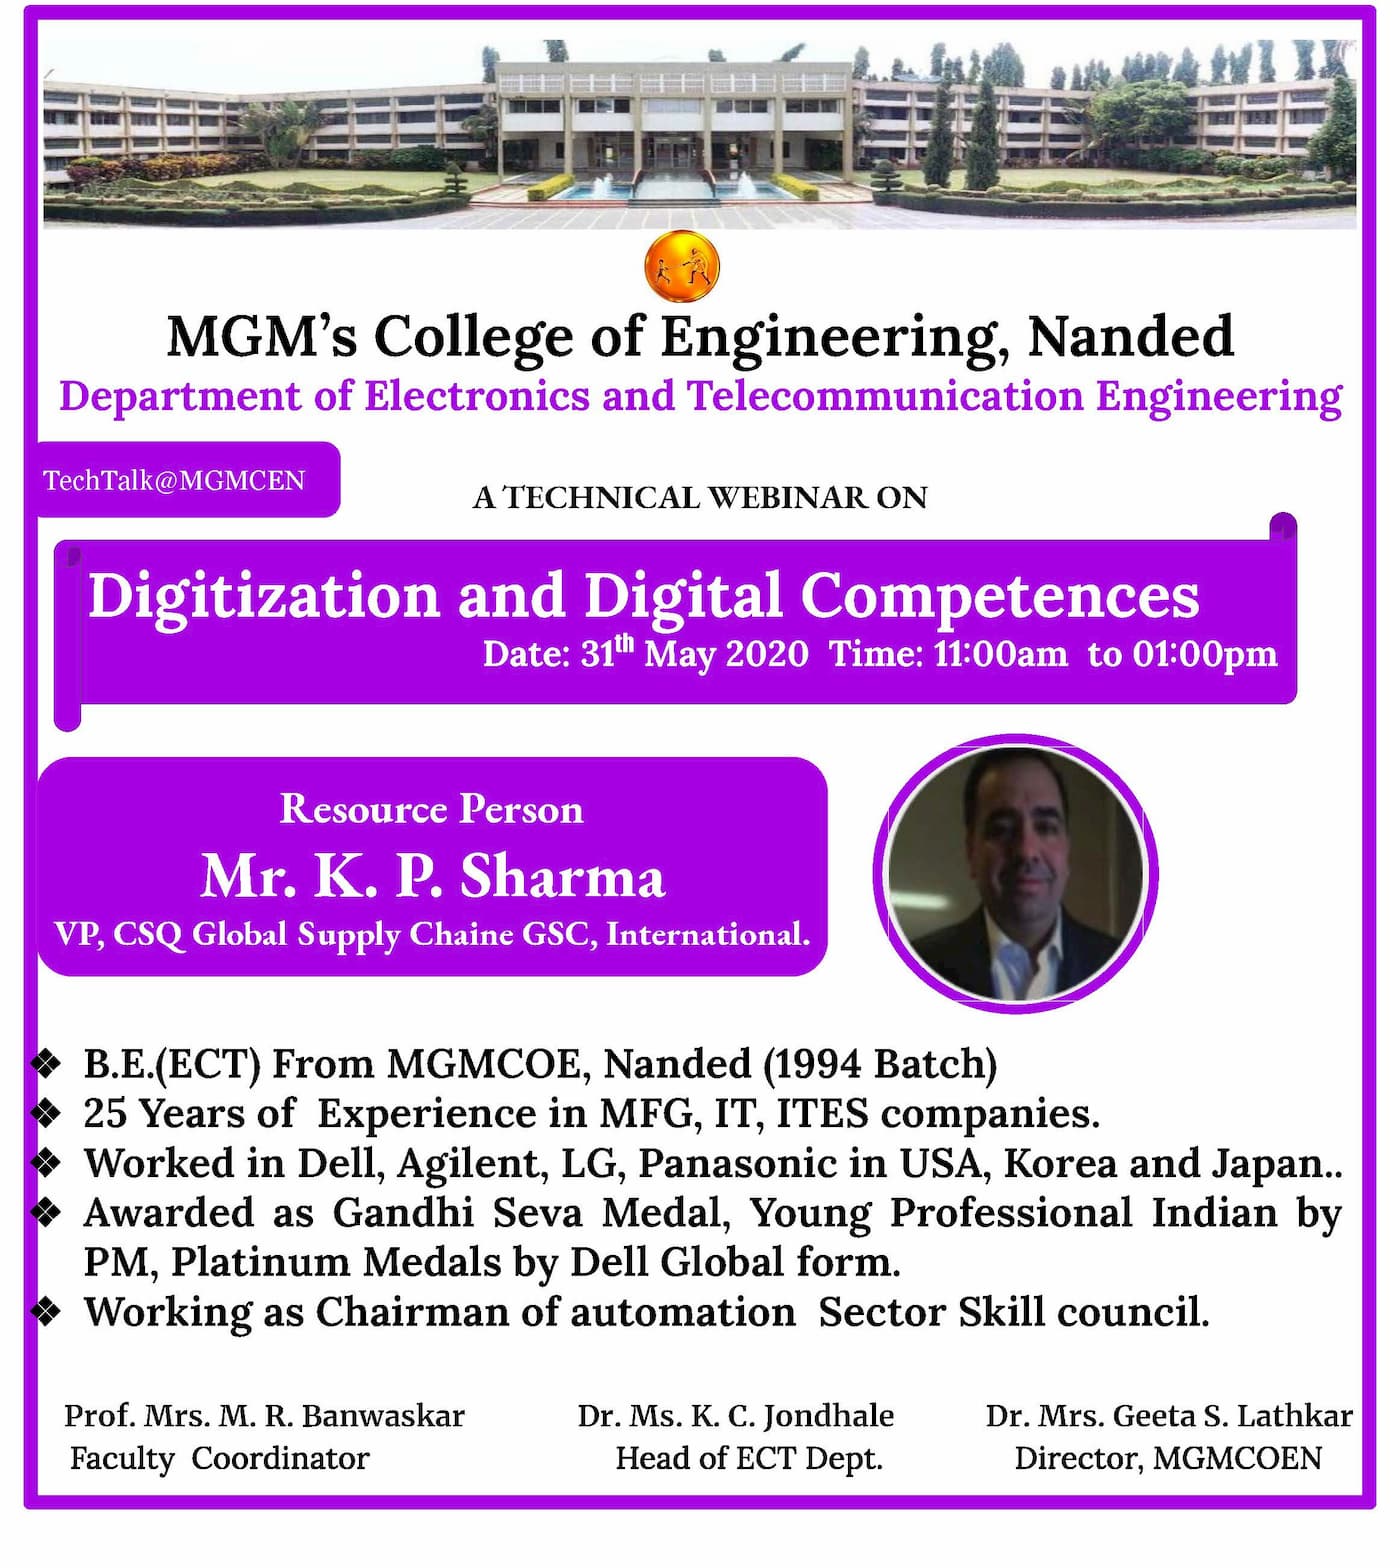 MGM’s College of Engineering, Nanded
Department of Electronics and Telecommunication Engineering
TechTalk@MGMCEN
A TECHNICAL WEBINAR ON
Digitization and Digital Competences
Date: 31th May 2020 Time: 11:00am to 01:00pm
Resource Person
Mr. K. P. Sharma
VP, CSQ Global Supply Chaine GSC, International.
❖ B.E.(ECT) From MGMCOE, Nanded (1994 Batch)
❖ 25 Years of Experience in MFG, IT, ITES companies.
❖ Worked in Dell, Agilent, LG, Panasonic in USA, Korea and Japan..
❖ Awarded as Gandhi Seva Medal, Young Professional Indian by
PM, Platinum Medals by Dell Global form.
❖ Working as Chairman of automation Sector Skill council.
Prof. Mrs. M. R. Banwaskar Dr. Ms. K. C. Jondhale Dr. Mrs. Geeta S. Lathkar
Faculty Coordinator Head of ECT Dept. Director, MGMCOEN